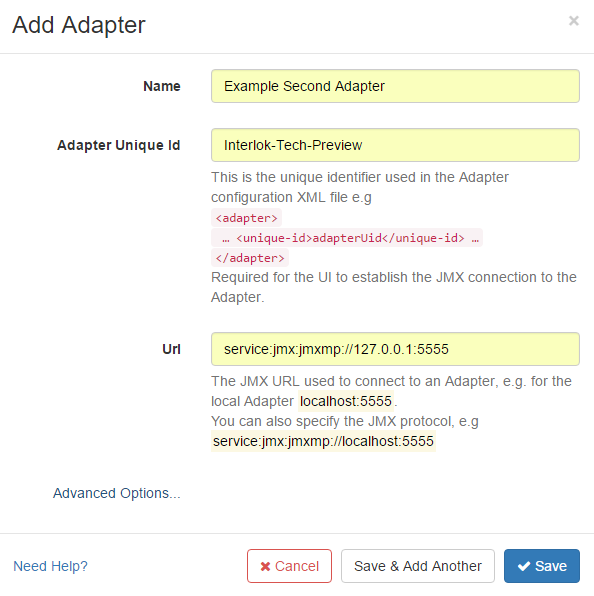 Add Adapter
×
Name
Example Second Adapter
Adapter Unique Id
Interlok-Tech-Preview
This is the unique identifier used in the Adapter
configuration XML file e.g
<adapter>
… <unique-id>adapterUid</unique-id> …
</adapter>
Required for the UI to establish the JMX connection to the
Adapter.
Url
service:jmx:jmxmp://127.0.0.1:5555
The JMX URL used to connect to an Adapter, e.g. for the
local Adapter localhost:5555.
You can also specify the JMX protocol, e.g
service:jmx:jmxmp://localhost:5555
Advanced Options...
Need Help?
Cancel
Save & Add Another
Save